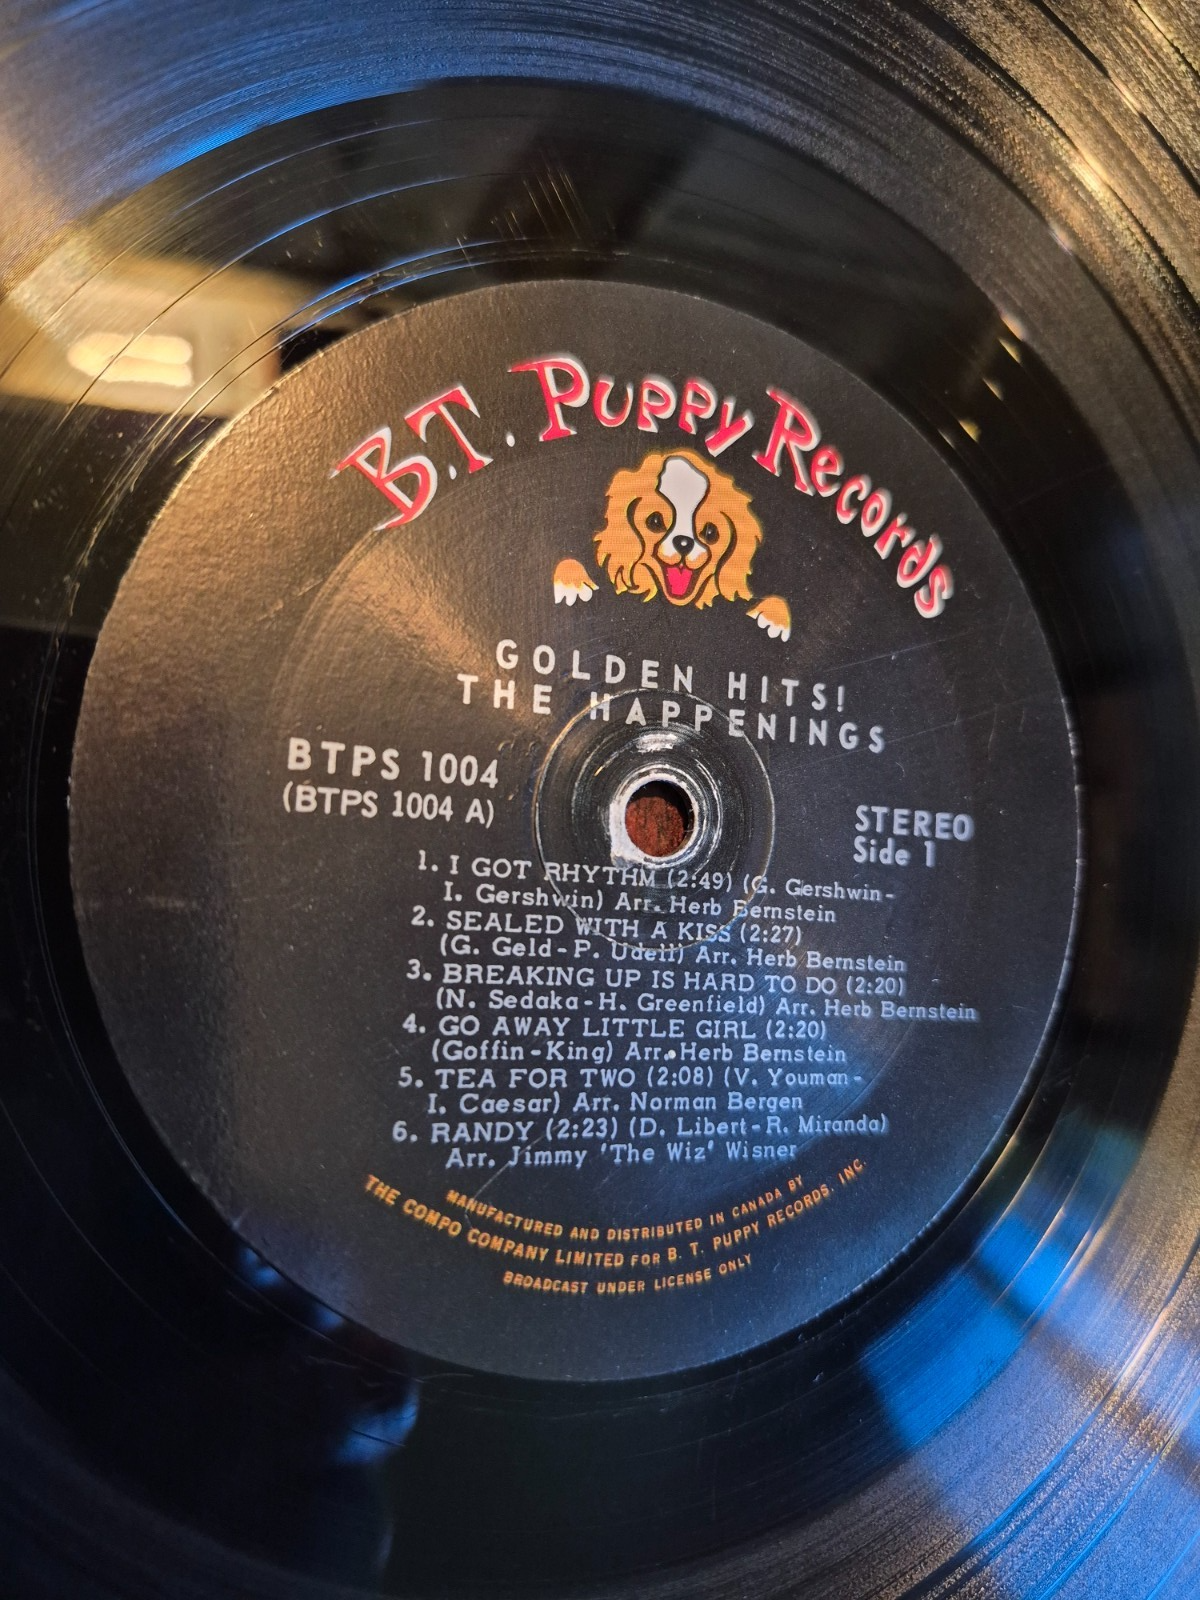 B.T. Puppy Records
GOLDEN HITS!
THE HAPPENINGS
BTPS 1004
(BTPS 1004 A)
STEREO
Side 1
1. I GOT RHYTHM (2:49) (G. Gershwin-
I. Gershwin) Arr. Herb Bernstein
2. SEALED WITH A KISS (2:27)
(G. Geld-P. Udell) Arr. Herb Bernstein
3. BREAKING UP IS HARD TO DO (2:20)
(N. Sedaka-H. Greenfield) Arr. Herb Bernstein
4. GO AWAY LITTLE GIRL (2:20)
(Goffin-King) Arr. Herb Bernstein
5. TEA FOR TWO (2:08) (V. Youman-
I. Caesar) Arr. Norman Bergen
6. RANDY (2:23) (D. Libert-R. Miranda)
Arr. Jimmy 'The Wiz' Wisner
MANUFACTURED AND DISTRIBUTED IN CANADA BY
THE COMPO COMPANY LIMITED FOR B. T. PUPPY RECORDS, INC.
BROADCAST UNDER LICENSE ONLY